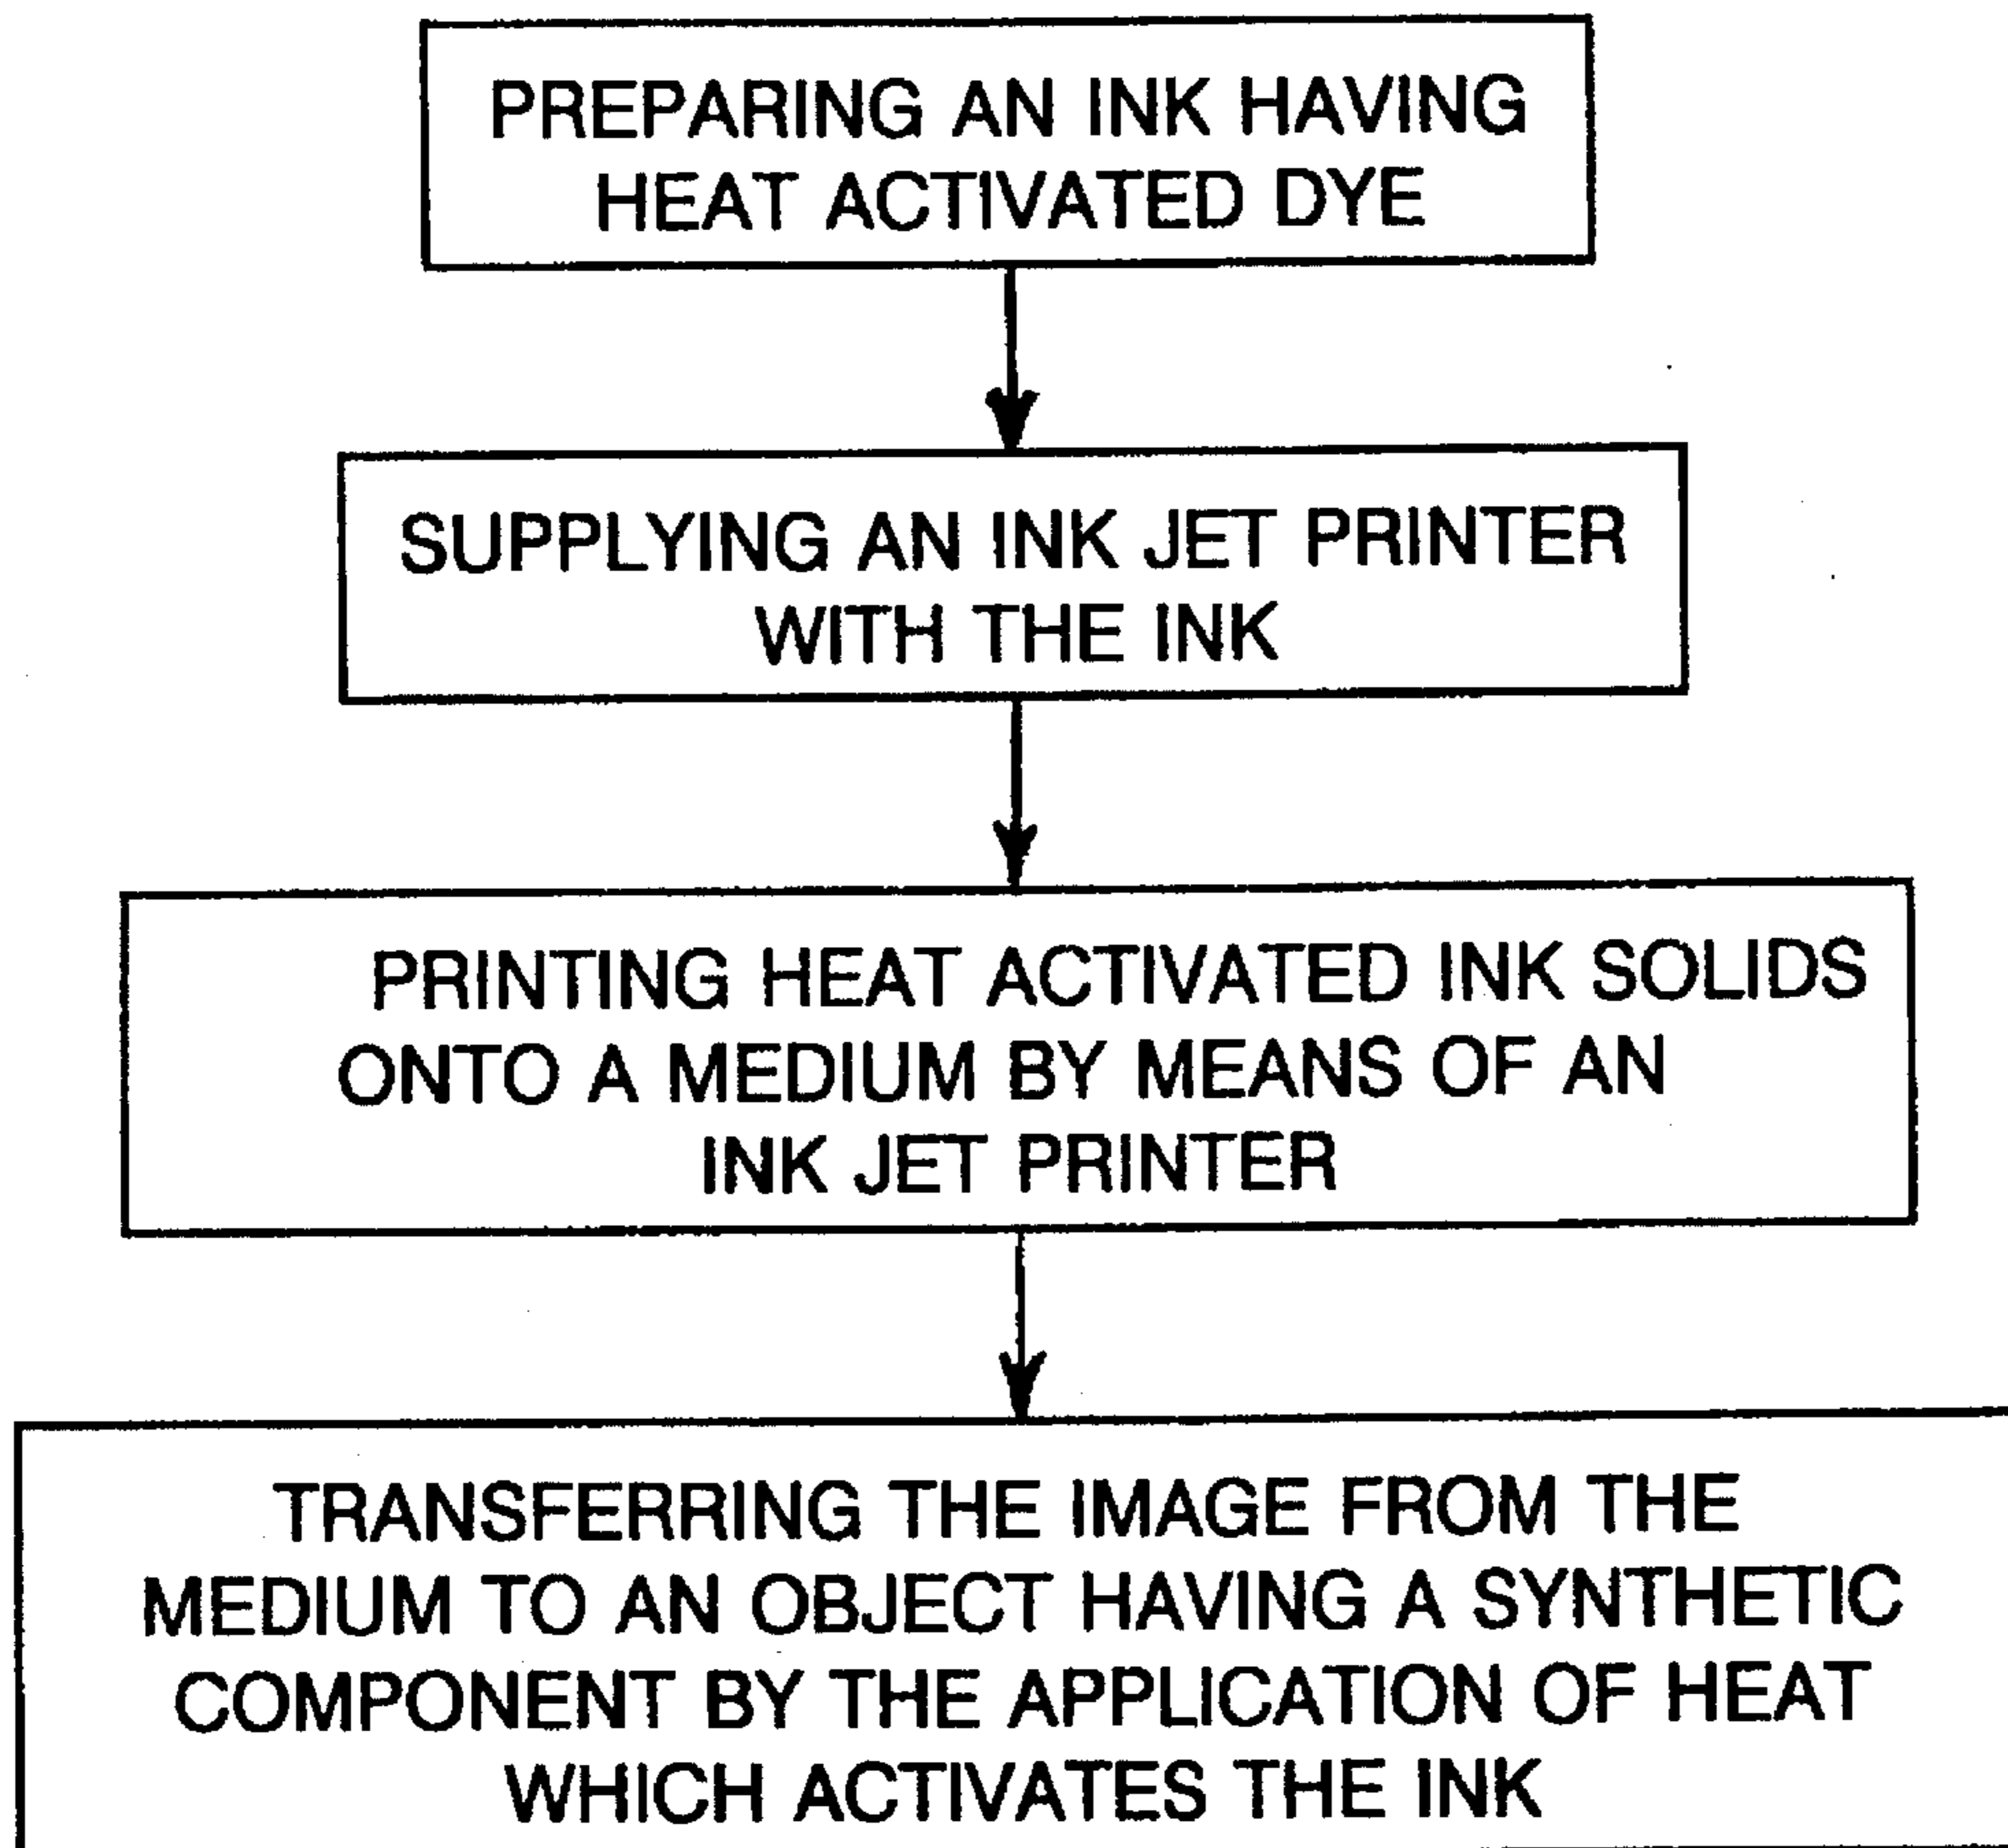 PREPARING AN INK HAVING
HEAT ACTIVATED DYE
SUPPLYING AN INK JET PRINTER
WITH THE INK
PRINTING HEAT ACTIVATED INK SOLIDS
ONTO A MEDIUM BY MEANS OF AN
INK JET PRINTER
TRANSFERRING THE IMAGE FROM THE
MEDIUM TO AN OBJECT HAVING A SYNTHETIC
COMPONENT BY THE APPLICATION OF HEAT
WHICH ACTIVATES THE INK